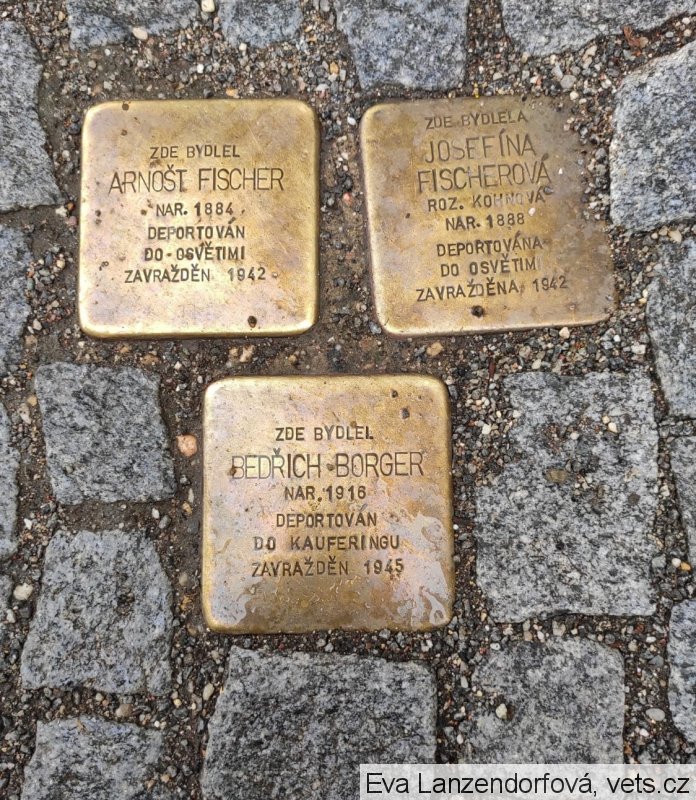 ZDE BYDLEL
ARNOŠT FISCHER
NAR. 1884
DEPORTOVÁN
DO OSVĚTIMI
ZAVRAŽDĚN 1942
ZDE BYDLELA
JOSEFÍNA
FISCHEROVÁ
ROZ. KOHNOVÁ
NAR. 1888
DEPORTOVÁNA
DO OSVĚTIM
ZAVRAŽDĚNA 1942
ZDE BYDLEL
BEDŘICH BORGER
NAR. 1916
DEPORTOVÁN
DO KAUFERINGU
ZAVRAŽDĚN 1945
Eva Lanzendorfová, vets.cz